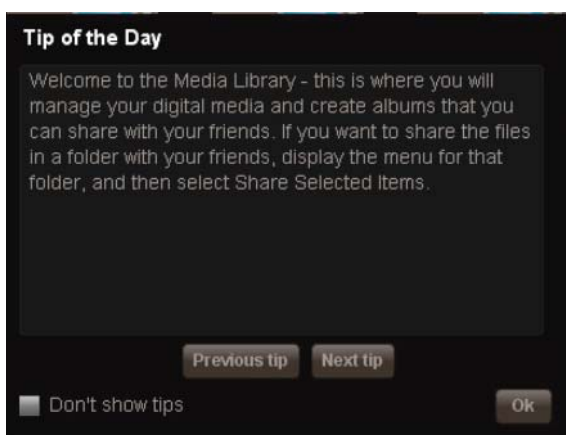 Tip of the Day
Welcome to the Media Library - this is where you will
manage your digital media and create albums that you
can share with your friends. If you want to share the files
in a folder with your friends, display the menu for that
folder, and then select Share Selected Items.
Previous tip Next tip
Don't show tips
Ok